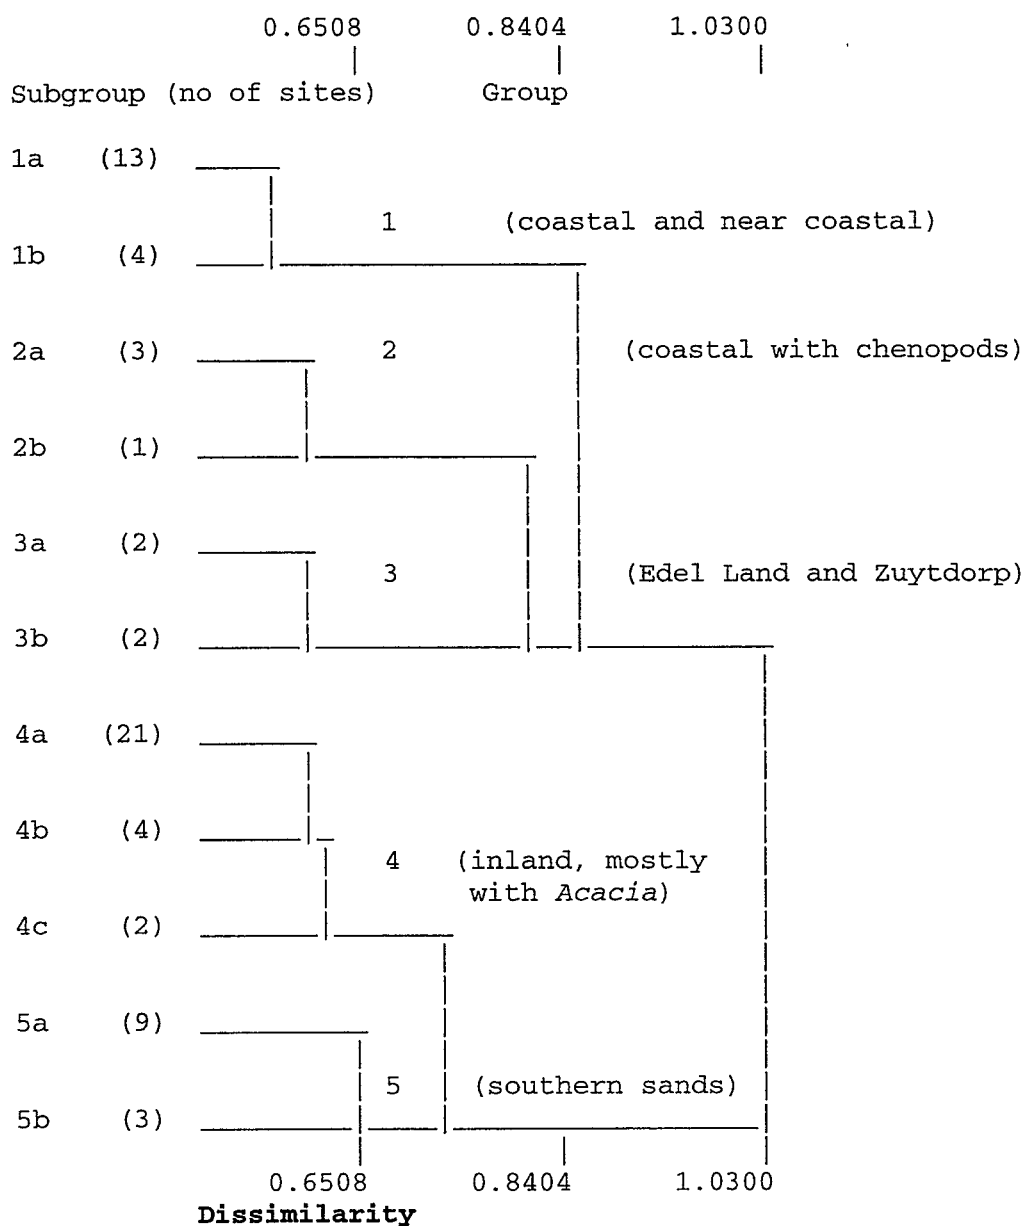 0.6508 0.8404 1.0300
Subgroup (no of sites) Group
1a (13)
1 (coastal and near coastal)
1b (4)
2a (3) 2 (coastal with chenopods)
2b (1)
3a (2)
3 (Edel Land and Zuytdorp)
3b (2)
4a (21)
4b (4)
4 (inland, mostly
with Acacia)
4c (2)
5a (9)
5 (southern sands)
5b (3)
0.6508 0.8404 1.0300
Dissimilarity